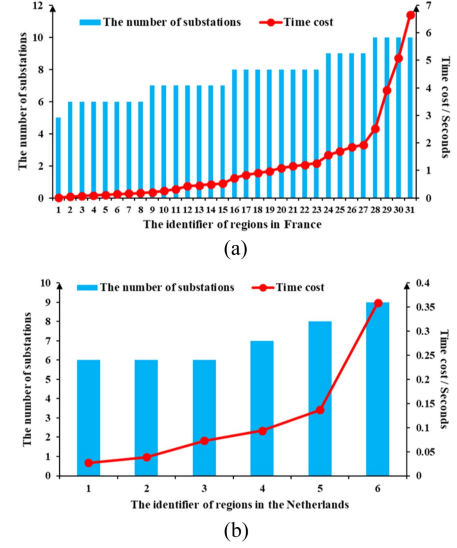 (a)
The number of substations
Time cost
12
10
8
6
4
2
0
7
6
5
4
3
2
1
0
The number of substations
Time cost / Seconds
1 2 3 4 5 6 7 8 9 10 11 12 13 14 15 16 17 18 19 20 21 22 23 24 25 26 27 28 29 30 31
The identifier of regions in France
(a)
The number of substations
Time cost
10
9
8
7
6
5
4
3
2
1
0
0.4
0.35
0.3
0.25
0.2
0.15
0.1
0.05
0
The number of substations
Time cost / Seconds
1 2 3 4 5 6
The identifier of regions in the Netherlands
(b)